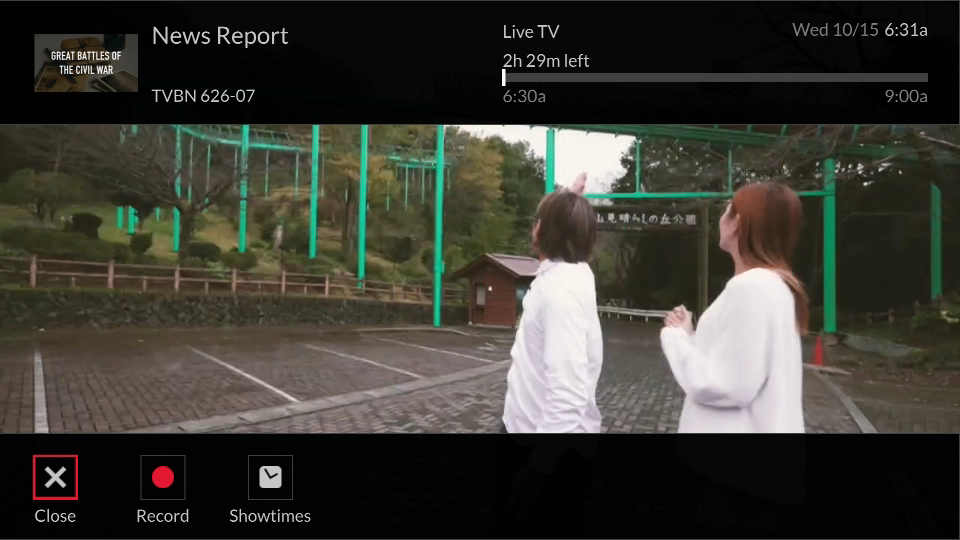 GREAT BATTLES OF
THE CIVIL WAR
News Report
TVBN 626-07
Live TV
2h 29m left
6:30a
9:00a
Wed 10/15 6:31a
見晴らしの丘公園
Close
Record
Showtimes